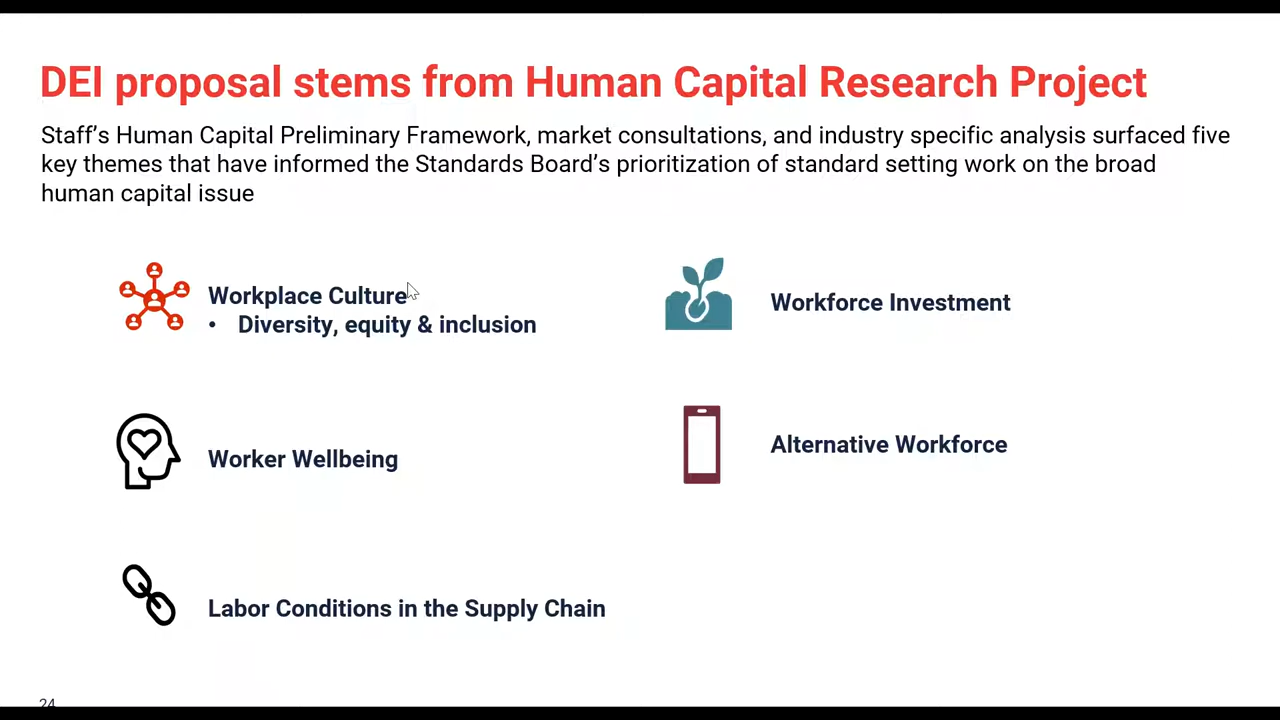 DEI proposal stems from Human Capital Research Project
Staff's Human Capital Preliminary Framework, market consultations, and industry specific analysis surfaced five
key themes that have informed the Standards Board's prioritization of standard setting work on the broad
human capital issue
Workplace Culture
• Diversity, equity & inclusion
Workforce Investment
Worker Wellbeing
Alternative Workforce
Labor Conditions in the Supply Chain
24